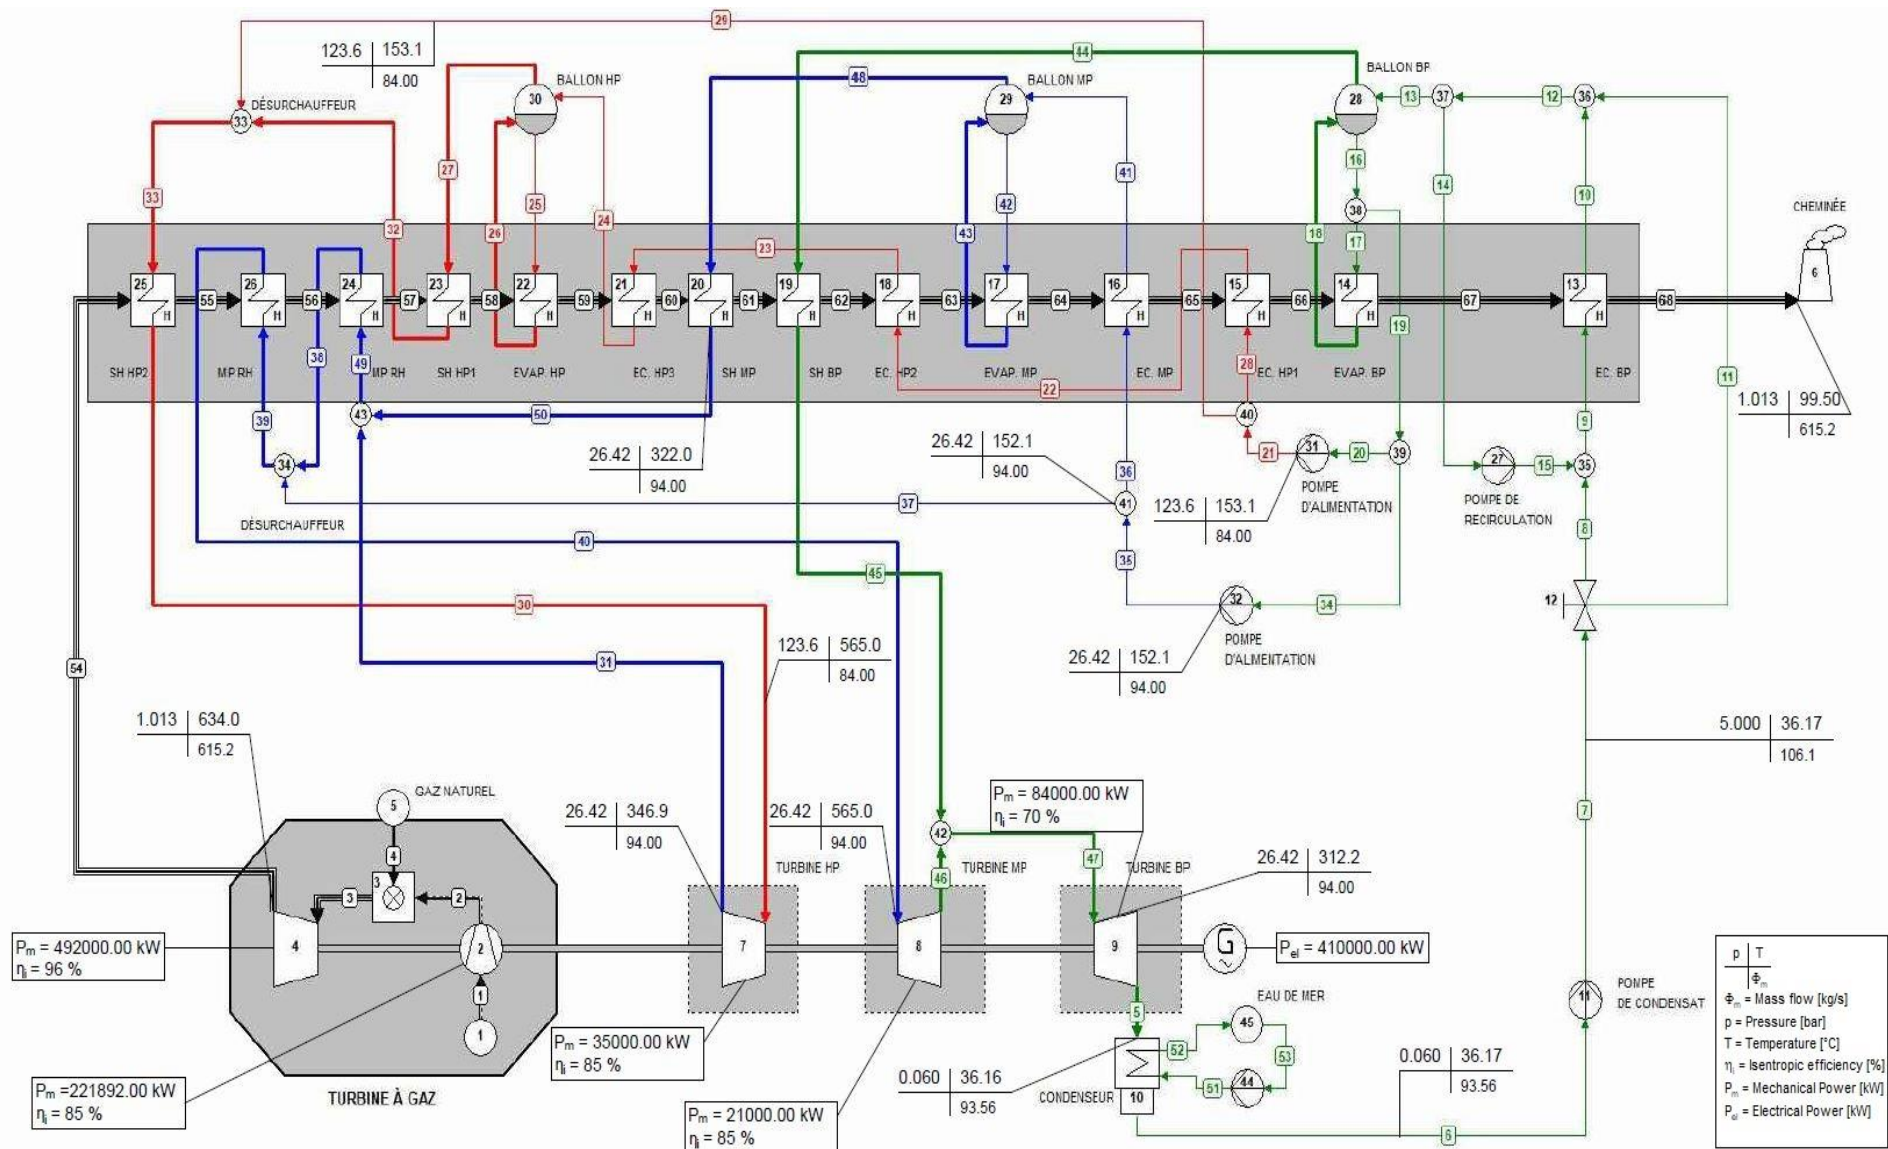 29
44
123.6 153.1
84.00
BALLON HP
48
BALLON MP
BALLON BP
30
29
28
13
37
12
36
DÉSURCHAUFFEUR
33
27
16
41
14
10
CHEMINÉE
33
32
26
25
24
43
42
38
18
17
6
23
19
25
26
24
23
22
21
20
19
18
17
16
15
14
13
55
56
57
58
59
60
61
62
63
64
65
66
67
68
H H H H H H H H H H H H H H
38
49
28
SH HP2
MP RH
MP RH
SH HP1
EVAP. HP
EC. HP3
SH MP
SH BP
EC. HP2
EVAP. MP
EC. MP
EC. HP1
EVAP. BP
EC. BP
22
11
39
43
50
40
9
1.013 99.50
615.2
34
26.42 322.0
94.00
26.42 152.1
94.00
36
21
31
20
39
27
15
35
37
41
POMPE
D'ALIMENTATION
POMPE DE
RECIRCULATION
DÉSURCHAUFFEUR
123.6 153.1
84.00
8
40
35
45
30
32
34
12
POMPE
D'ALIMENTATION
54
31
123.6 565.0
84.00
26.42 152.1
94.00
1.013 634.0
615.2
5.000 36.17
106.1
GAZ NATUREL
5
26.42 346.9
94.00
26.42 565.0
94.00
Pm = 84000.00 kW
ηi = 70 %
7
4
42
47
TURBINE HP
TURBINE MP
TURBINE BP
46
26.42 312.2
94.00
3
3
2
Pm = 492000.00 kW
ηi = 96 %
4
2
7
8
9
G
~
Pel = 410000.00 kW
1
1
5
EAU DE MER
11
POMPE
DE CONDENSAT
p T
Φm
Φm = Mass flow [kg/s]
p = Pressure [bar]
T = Temperature [°C]
ηi = Isentropic efficiency [%]
Pm = Mechanical Power [kW]
Pel = Electrical Power [kW]
Pm = 35000.00 kW
ηi = 85 %
52
45
53
51
44
0.060 36.16
93.56
CONDENSEUR
10
0.060 36.17
93.56
Pm =221892.00 kW
ηi = 85 %
TURBINE À GAZ
Pm = 21000.00 kW
ηi = 85 %
6